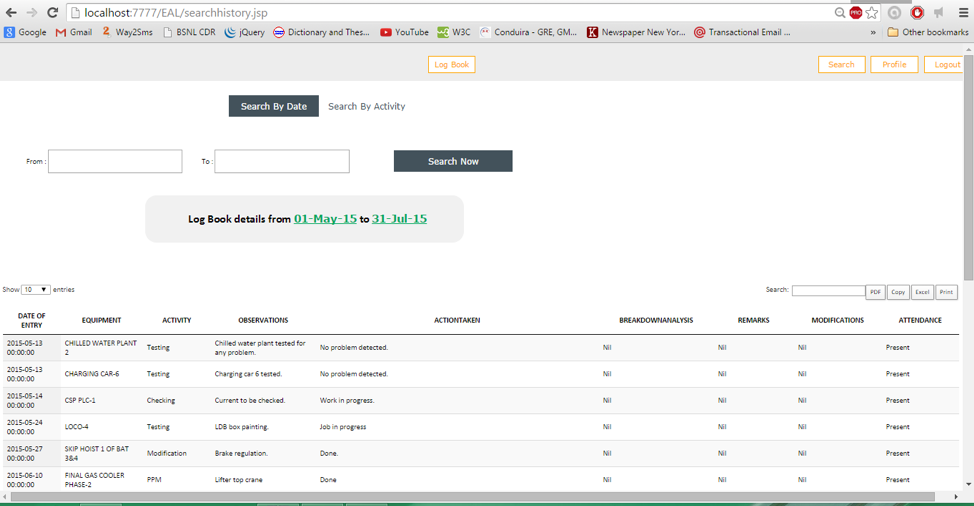 localhost:7777/EAL/searchhistory.jsp
PRO
Google Gmail Way2Sms BSNL CDR jQuery Dictionary and Thes... YouTube W3C Conduira - GRE, GM... Newspaper New Yor... Transactional Email ... » Other bookmarks
Log Book Search Profile Logout
Search By Date Search By Activity
From : To : Search Now
Log Book details from 01-May-15 to 31-Jul-15
Show 10 entries Search: PDF Copy Excel Print
DATE OF
ENTRY EQUIPMENT ACTIVITY OBSERVATIONS ACTIONTAKEN BREAKDOWNANALYSIS REMARKS MODIFICATIONS ATTENDANCE
2015-05-13 CHILLED WATER PLANT Testing Chilled water plant tested for No problem detected. Nil Nil Nil Present
00:00:00 2 any problem.
2015-05-13 CHARGING CAR-6 Testing Charging car 6 tested. No problem detected. Nil Nil Nil Present
00:00:00
2015-05-14 CSP PLC-1 Checking Current to be checked. Work in progress. Nil Nil Nil Present
00:00:00
2015-05-24 LOCO-4 Testing LDB box painting. Job in progress Nil Nil Nil Present
00:00:00
2015-05-27 SKIP HOIST 1 OF BAT Modification Brake regulation. Done. Nil Nil Nil Present
00:00:00 3&4
2015-06-10 FINAL GAS COOLER PPM Lifter top crane Done Nil Nil Nil Present
00:00:00 PHASE-2